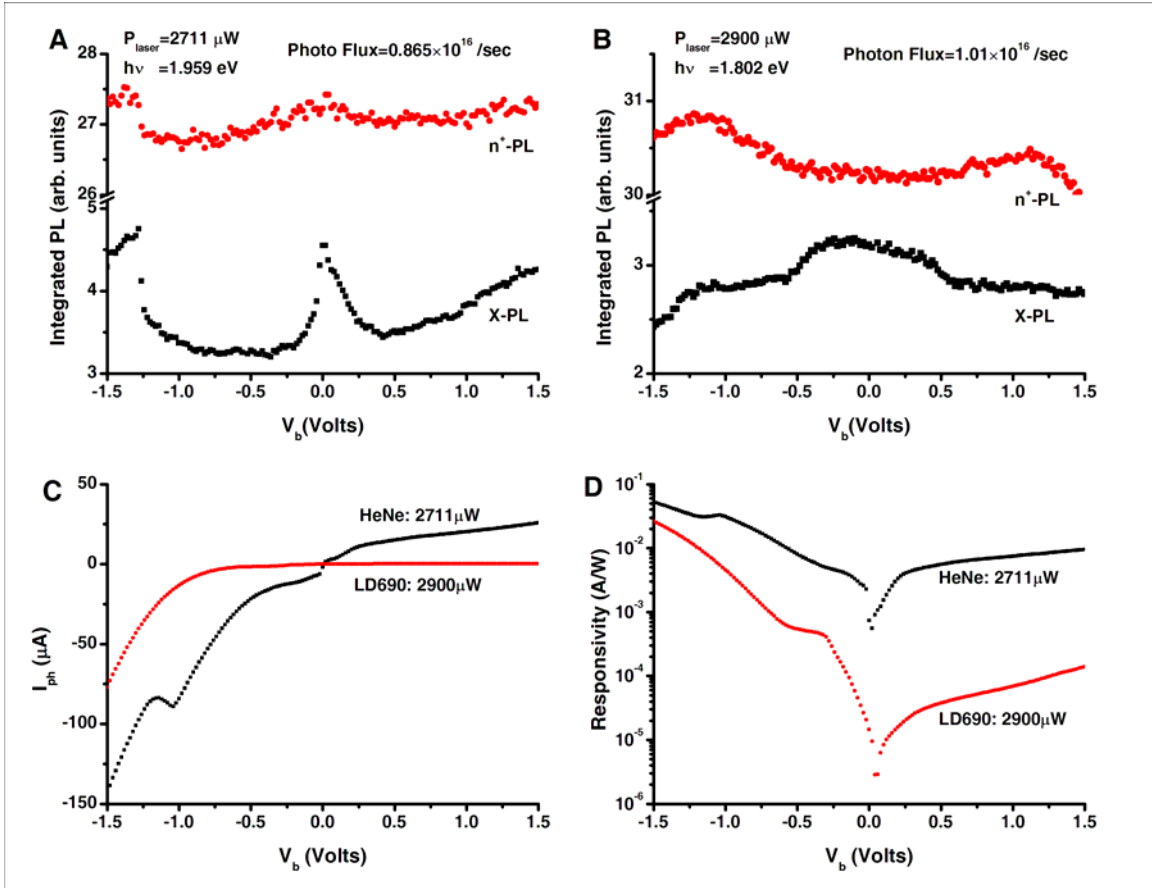 A
P_laser=2711 μW
hν =1.959 eV
Photo Flux=0.865×10^16 /sec
28
27
26
5
4
3
Integrated PL (arb. units)
n+-PL
X-PL
-1.5 -1.0 -0.5 0.0 0.5 1.0 1.5
V_b(Volts)
B
P_laser=2900 μW
hν =1.802 eV
Photon Flux=1.01×10^16 /sec
31
30
3
2
Integrated PL (arb. units)
n+-PL
X-PL
-1.5 -1.0 -0.5 0.0 0.5 1.0 1.5
V_b(Volts)
C
50
0
-50
-100
-150
I_ph (μA)
HeNe: 2711μW
LD690: 2900μW
-1.5 -1.0 -0.5 0.0 0.5 1.0 1.5
V_b (Volts)
D
10^-1
10^-2
10^-3
10^-4
10^-5
10^-6
Responsivity (A/W)
HeNe: 2711μW
LD690: 2900μW
-1.5 -1.0 -0.5 0.0 0.5 1.0 1.5
V_b (Volts)